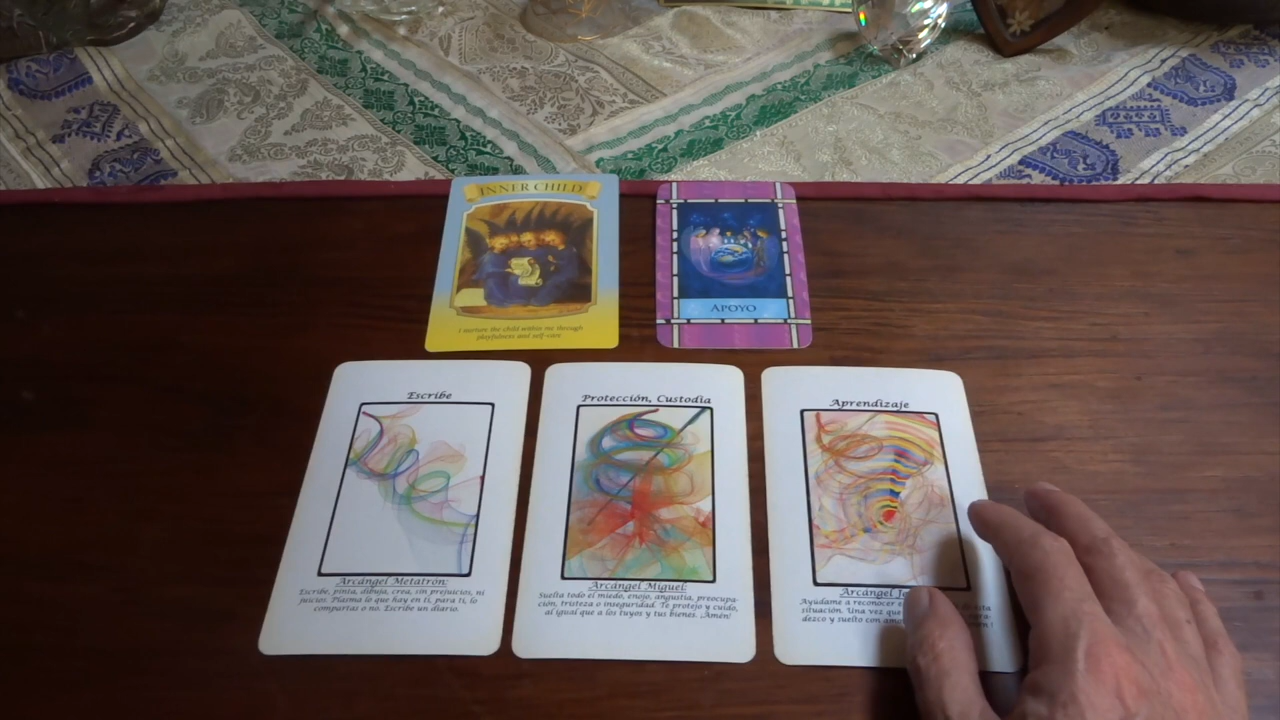 INNER CHILD
I nurture the child within me through
playfulness and self-care.
APOYO
Escribe
Arcángel Metatrón:
Escribe, pinta, dibuja, crea, sin prejuicios, ni
juicios. Plasma lo que hay en ti, para ti, lo
compartas o no. Escribe un diario.
Protección, Custodia
Arcángel Miguel:
Suelta todo el miedo, enojo, angustia, preocupa-
ción, tristeza o inseguridad. Te protejo y cuido,
al igual que a los tuyos y tus bienes. ¡Amén!
Aprendizaje
Arcángel
Ayúdame a reconocer
situación. Una vez que
dezco y suelto con